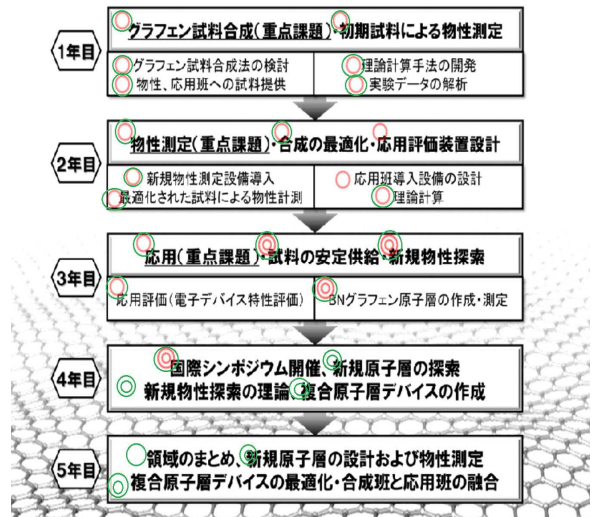 1年目
グラフェン試料合成(重点課題)・初期試料による物性測定
グラフェン試料合成法の検討
物性、応用班への試料提供
理論計算手法の開発
実験データの解析
2年目
物性測定(重点課題)・合成の最適化・応用評価装置設計
新規物性測定設備導入
最適化された試料による物性計測
応用班導入設備の設計
理論計算
3年目
応用(重点課題)・試料の安定供給・新規物性探索
応用評価(電子デバイス特性評価)
BNグラフェン原子層の作成・測定
4年目
国際シンポジウム開催、新規原子層の探索
新規物性探索の理論、複合原子層デバイスの作成
5年目
領域のまとめ、新規原子層の設計および物性測定
複合原子層デバイスの最適化・合成班と応用班の融合